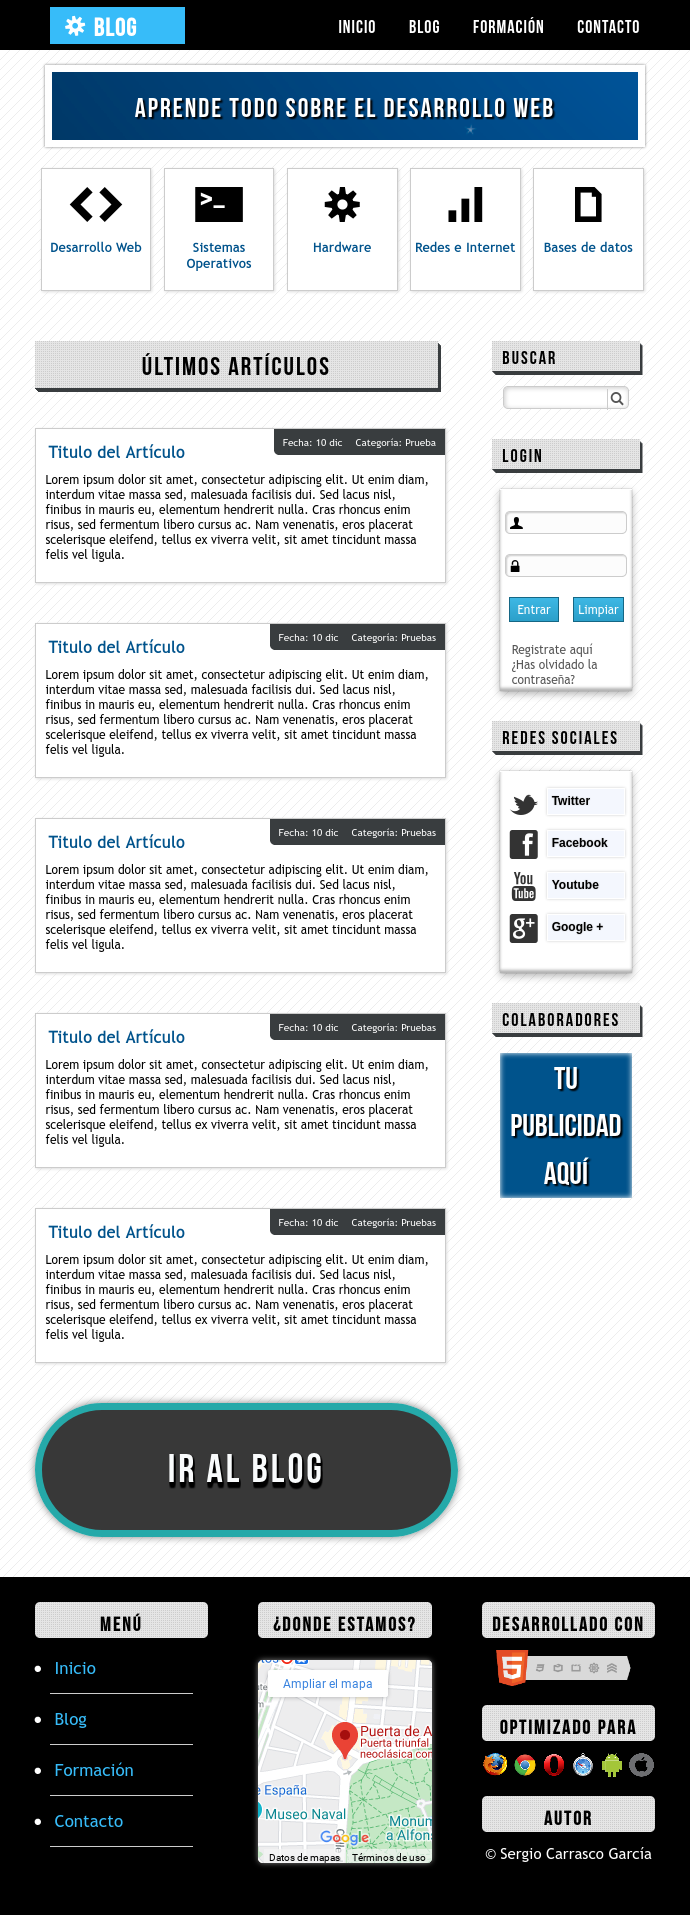 BLOG
INICIO BLOG FORMACIÓN CONTACTO
APRENDE TODO SOBRE EL DESARROLLO WEB
Desarrollo Web
Sistemas
Operativos
Hardware
Redes e Internet
Bases de datos
ÚLTIMOS ARTÍCULOS
Fecha: 10 dic Categoría: Prueba
Titulo del Artículo
Lorem ipsum dolor sit amet, consectetur adipiscing elit. Ut enim diam,
interdum vitae massa sed, malesuada facilisis dui. Sed lacus nisl,
finibus in mauris eu, elementum hendrerit nulla. Cras rhoncus enim
risus, sed fermentum libero cursus ac. Nam venenatis, eros placerat
scelerisque eleifend, tellus ex viverra velit, sit amet tincidunt massa
felis vel ligula.
Fecha: 10 dic Categoría: Pruebas
Titulo del Artículo
Lorem ipsum dolor sit amet, consectetur adipiscing elit. Ut enim diam,
interdum vitae massa sed, malesuada facilisis dui. Sed lacus nisl,
finibus in mauris eu, elementum hendrerit nulla. Cras rhoncus enim
risus, sed fermentum libero cursus ac. Nam venenatis, eros placerat
scelerisque eleifend, tellus ex viverra velit, sit amet tincidunt massa
felis vel ligula.
Fecha: 10 dic Categoría: Pruebas
Titulo del Artículo
Lorem ipsum dolor sit amet, consectetur adipiscing elit. Ut enim diam,
interdum vitae massa sed, malesuada facilisis dui. Sed lacus nisl,
finibus in mauris eu, elementum hendrerit nulla. Cras rhoncus enim
risus, sed fermentum libero cursus ac. Nam venenatis, eros placerat
scelerisque eleifend, tellus ex viverra velit, sit amet tincidunt massa
felis vel ligula.
Fecha: 10 dic Categoría: Pruebas
Titulo del Artículo
Lorem ipsum dolor sit amet, consectetur adipiscing elit. Ut enim diam,
interdum vitae massa sed, malesuada facilisis dui. Sed lacus nisl,
finibus in mauris eu, elementum hendrerit nulla. Cras rhoncus enim
risus, sed fermentum libero cursus ac. Nam venenatis, eros placerat
scelerisque eleifend, tellus ex viverra velit, sit amet tincidunt massa
felis vel ligula.
Fecha: 10 dic Categoría: Pruebas
Titulo del Artículo
Lorem ipsum dolor sit amet, consectetur adipiscing elit. Ut enim diam,
interdum vitae massa sed, malesuada facilisis dui. Sed lacus nisl,
finibus in mauris eu, elementum hendrerit nulla. Cras rhoncus enim
risus, sed fermentum libero cursus ac. Nam venenatis, eros placerat
scelerisque eleifend, tellus ex viverra velit, sit amet tincidunt massa
felis vel ligula.
IR AL BLOG
BUSCAR
LOGIN
Entrar Limpiar
Registrate aquí
¿Has olvidado la
contraseña?
REDES SOCIALES
Twitter
Facebook
You
Tube
Youtube
g+
Google +
COLABORADORES
TU
PUBLICIDAD
AQUÍ
MENÚ
Inicio
Blog
Formación
Contacto
¿DONDE ESTAMOS?
Ampliar el mapa
Puerta de A
Puerta triunfal
neoclásica con
e España
Museo Naval
Monum
a Alfons
Calle
Google
Datos de mapas Términos de uso
DESARROLLADO CON
5
OPTIMIZADO PARA
AUTOR
© Sergio Carrasco García